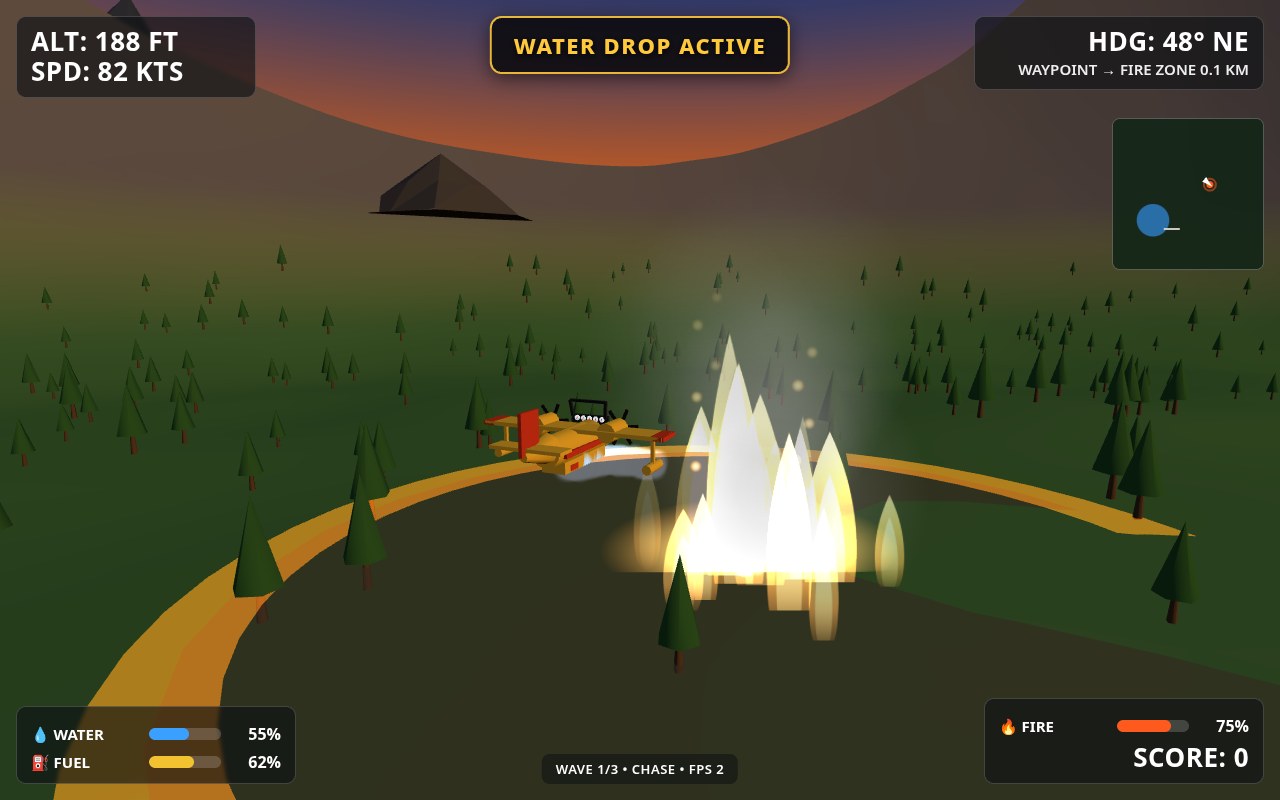 ALT: 188 FT
SPD: 82 KTS
WATER DROP ACTIVE
HDG: 48° NE
WAYPOINT → FIRE ZONE 0.1 KM
💧 WATER 55%
⛽ FUEL 62%
WAVE 1/3 • CHASE • FPS 2
🔥 FIRE 75%
SCORE: 0